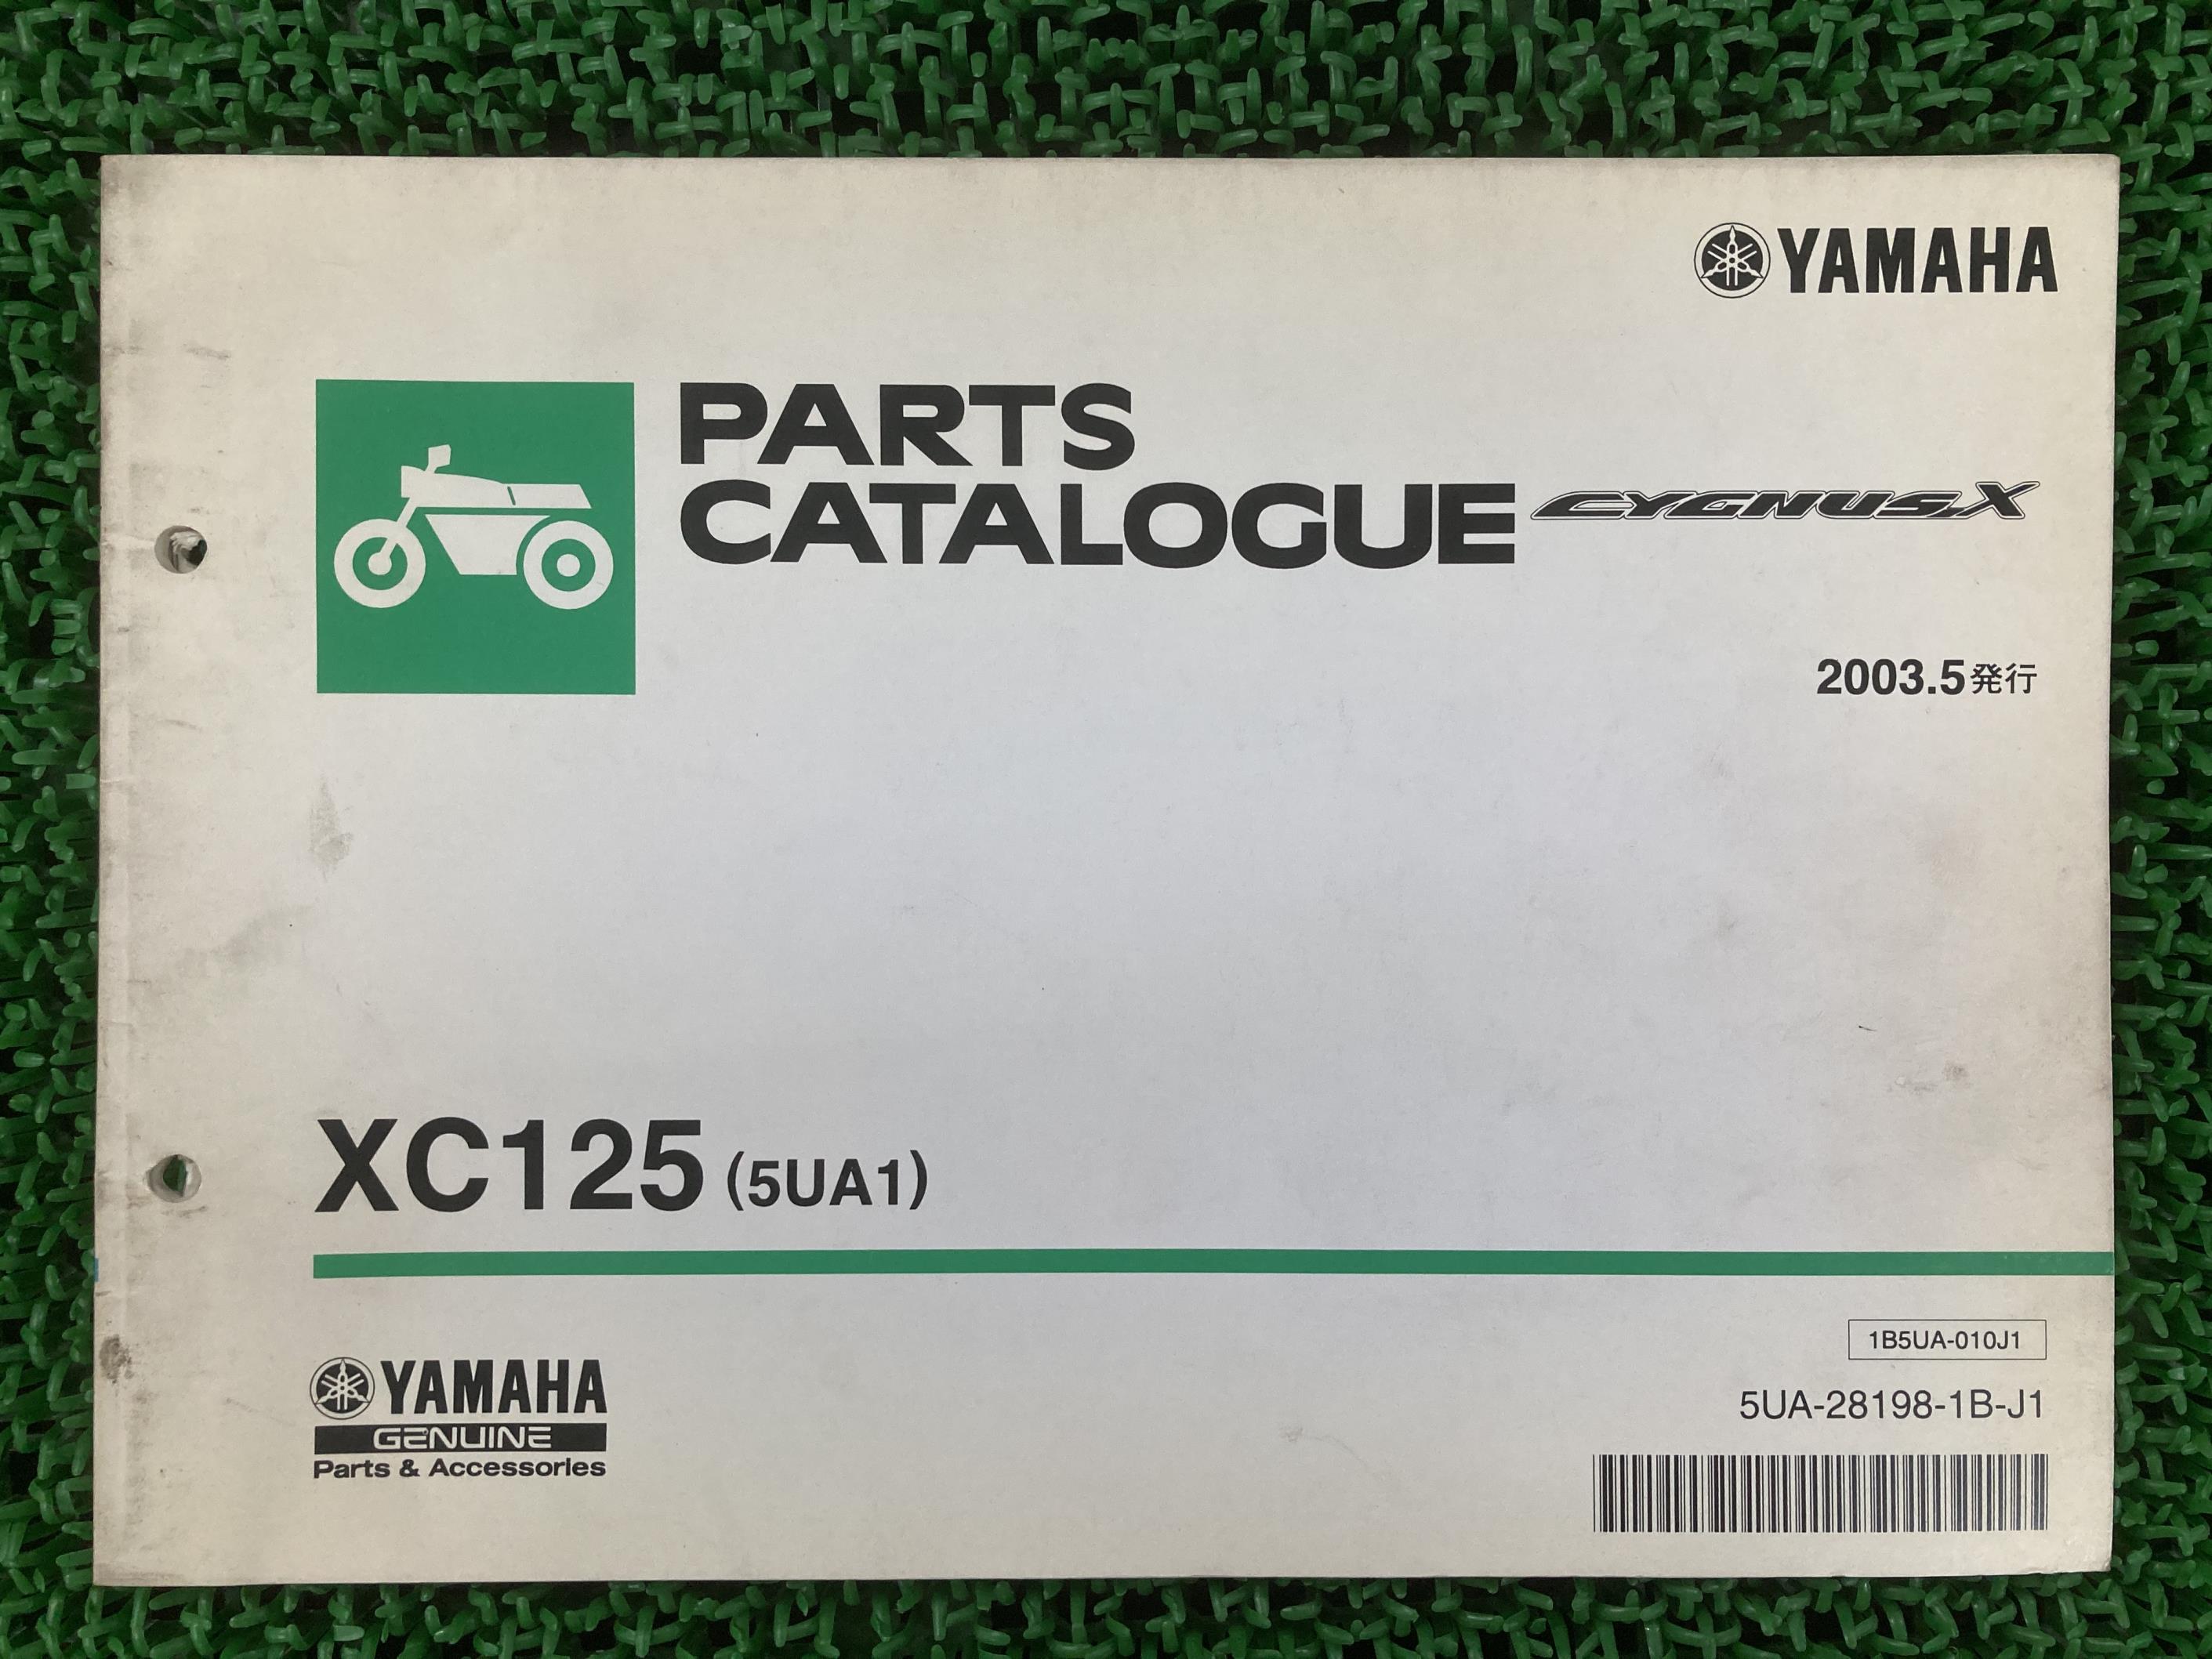 YAMAHA
PARTS
CATALOGUE CYGNUS X
2003.5発行
XC125 (5UA1)
1B5UA-010J1
5UA-28198-1B-J1
YAMAHA
GENUINE
Parts & Accessories